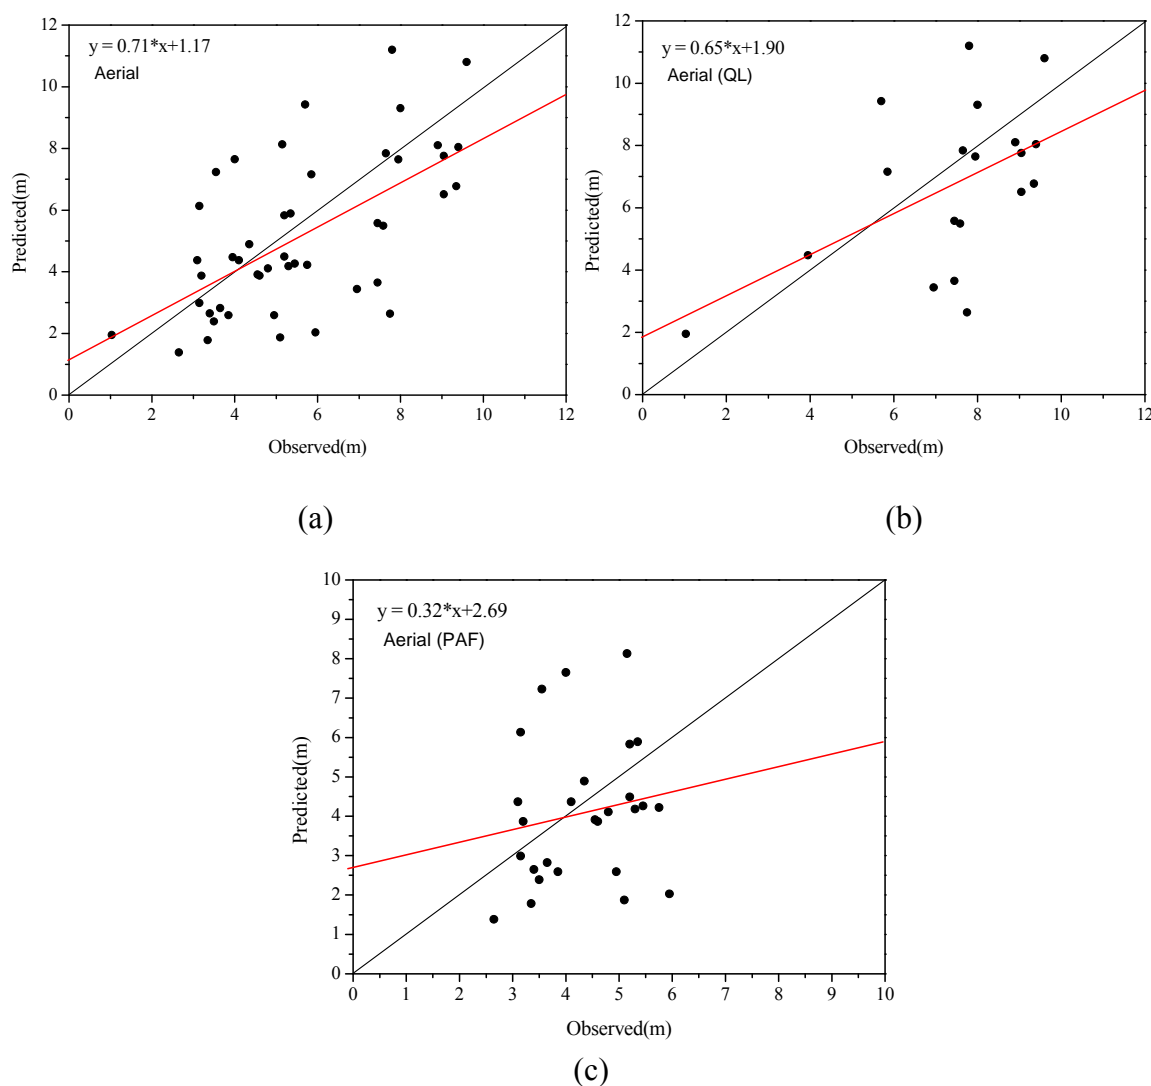 y = 0.71*x+1.17
Aerial
12
10
8
6
4
2
0
Predicted(m)
0 2 4 6 8 10 12
Observed(m)
(a)
y = 0.65*x+1.90
Aerial (QL)
12
10
8
6
4
2
0
Predicted(m)
0 2 4 6 8 10 12
Observed(m)
(b)
y = 0.32*x+2.69
Aerial (PAF)
10
9
8
7
6
5
4
3
2
1
0
Predicted(m)
0 1 2 3 4 5 6 7 8 9 10
Observed(m)
(c)